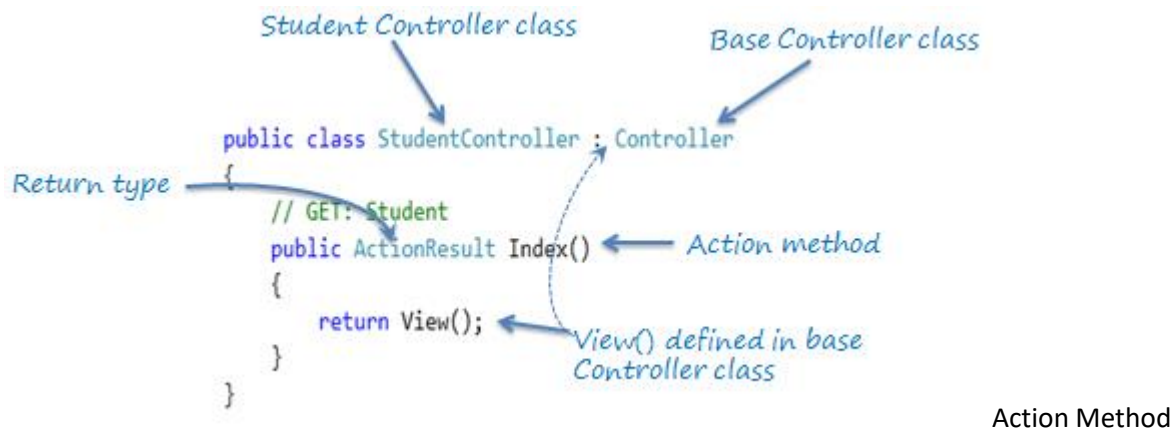 Student Controller class
Base Controller class
public class StudentController : Controller
{
Return type
// GET: Student
public ActionResult Index()
Action method
{
return View();
View() defined in base
Controller class
}
}
Action Method